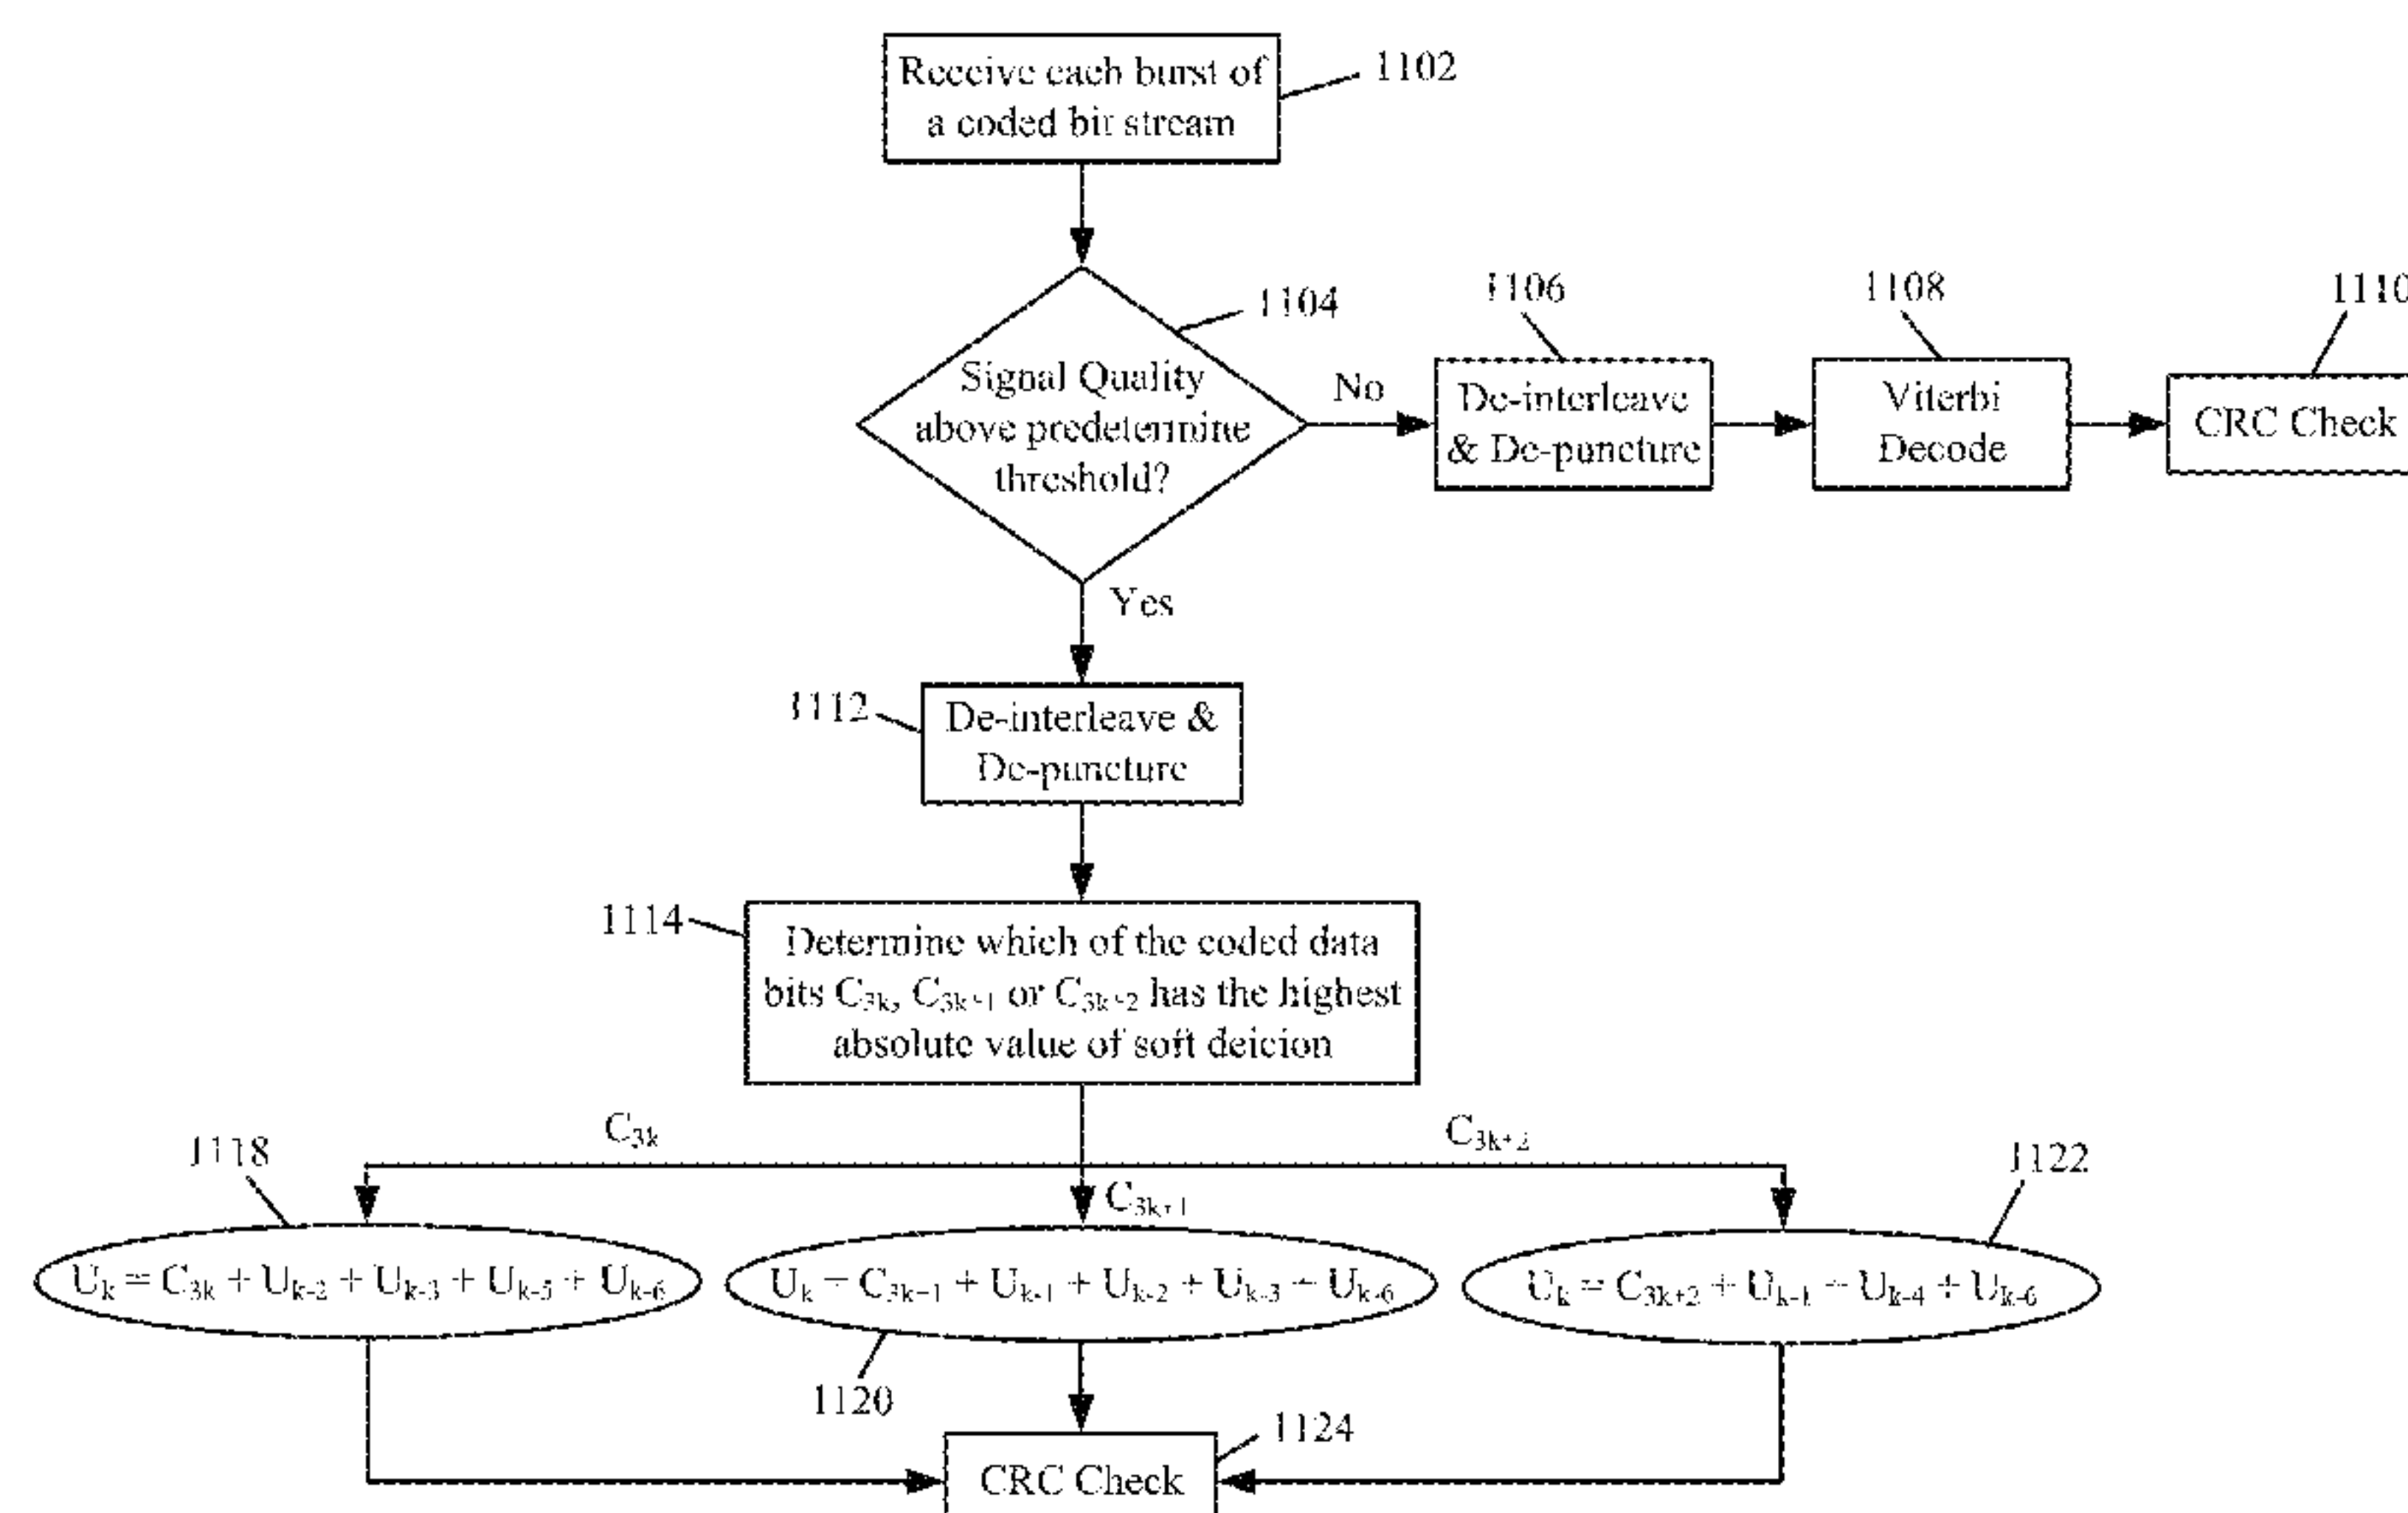 Receive each burst of
a coded bit stream
1102
Signal Quality
above predetermine
threshold?
1104
No
1106
De-interleave
& De-puncture
1108
Viterbi
Decode
1110
CRC Check
Yes
1112
De-interleave &
De-puncture
1114
Determine which of the coded data
bits C3k, C3k+1 or C3k+2 has the highest
absolute value of soft deicion
C3k
C3k+1
C3k+2
1118
Uk = C3k + Uk-2 + Uk-3 + Uk-5 + Uk-6
Uk = C3k+1 + Uk-1 + Uk-2 + Uk-3 + Uk-6
1120
1122
Uk = C3k+2 + Uk-1 + Uk-4 + Uk-6
1124
CRC Check